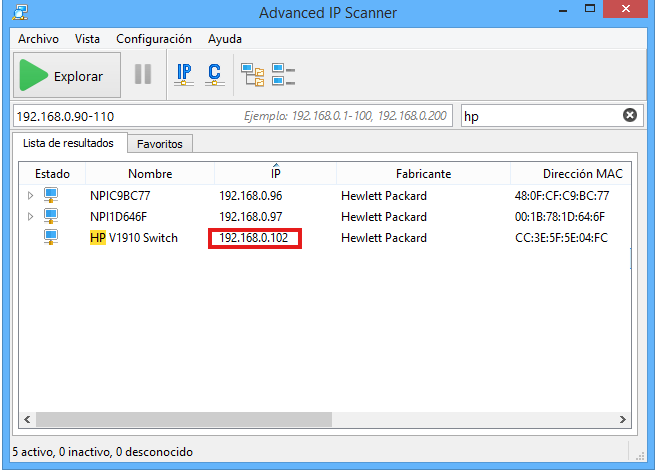 Advanced IP Scanner
Archivo Vista Configuración Ayuda
Explorar IP C
192.168.0.90-110 Ejemplo: 192.168.0.1-100, 192.168.0.200 hp
Lista de resultados Favoritos
Estado Nombre IP Fabricante Dirección MAC
NPIC9BC77 192.168.0.96 Hewlett Packard 48:0F:CF:C9:BC:77
NPI1D646F 192.168.0.97 Hewlett Packard 00:1B:78:1D:64:6F
HP V1910 Switch 192.168.0.102 Hewlett Packard CC:3E:5F:5E:04:FC
5 activo, 0 inactivo, 0 desconocido